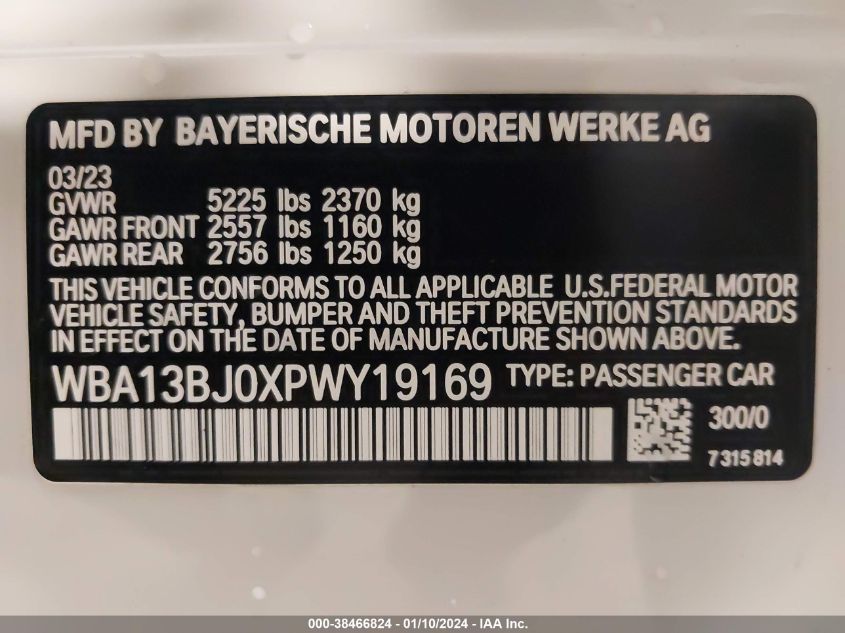 MFD BY BAYERISCHE MOTOREN WERKE AG
03/23
GVWR 5225 lbs 2370 kg
GAWR FRONT 2557 lbs 1160 kg
GAWR REAR 2756 lbs 1250 kg
THIS VEHICLE CONFORMS TO ALL APPLICABLE U.S.FEDERAL MOTOR
VEHICLE SAFETY, BUMPER AND THEFT PREVENTION STANDARDS
IN EFFECT ON THE DATE OF MANUFACTURE SHOWN ABOVE.
WBA13BJ0XPWY19169 TYPE: PASSENGER CAR
300/0
7315814
000-38466824 - 01/10/2024 - IAA Inc.